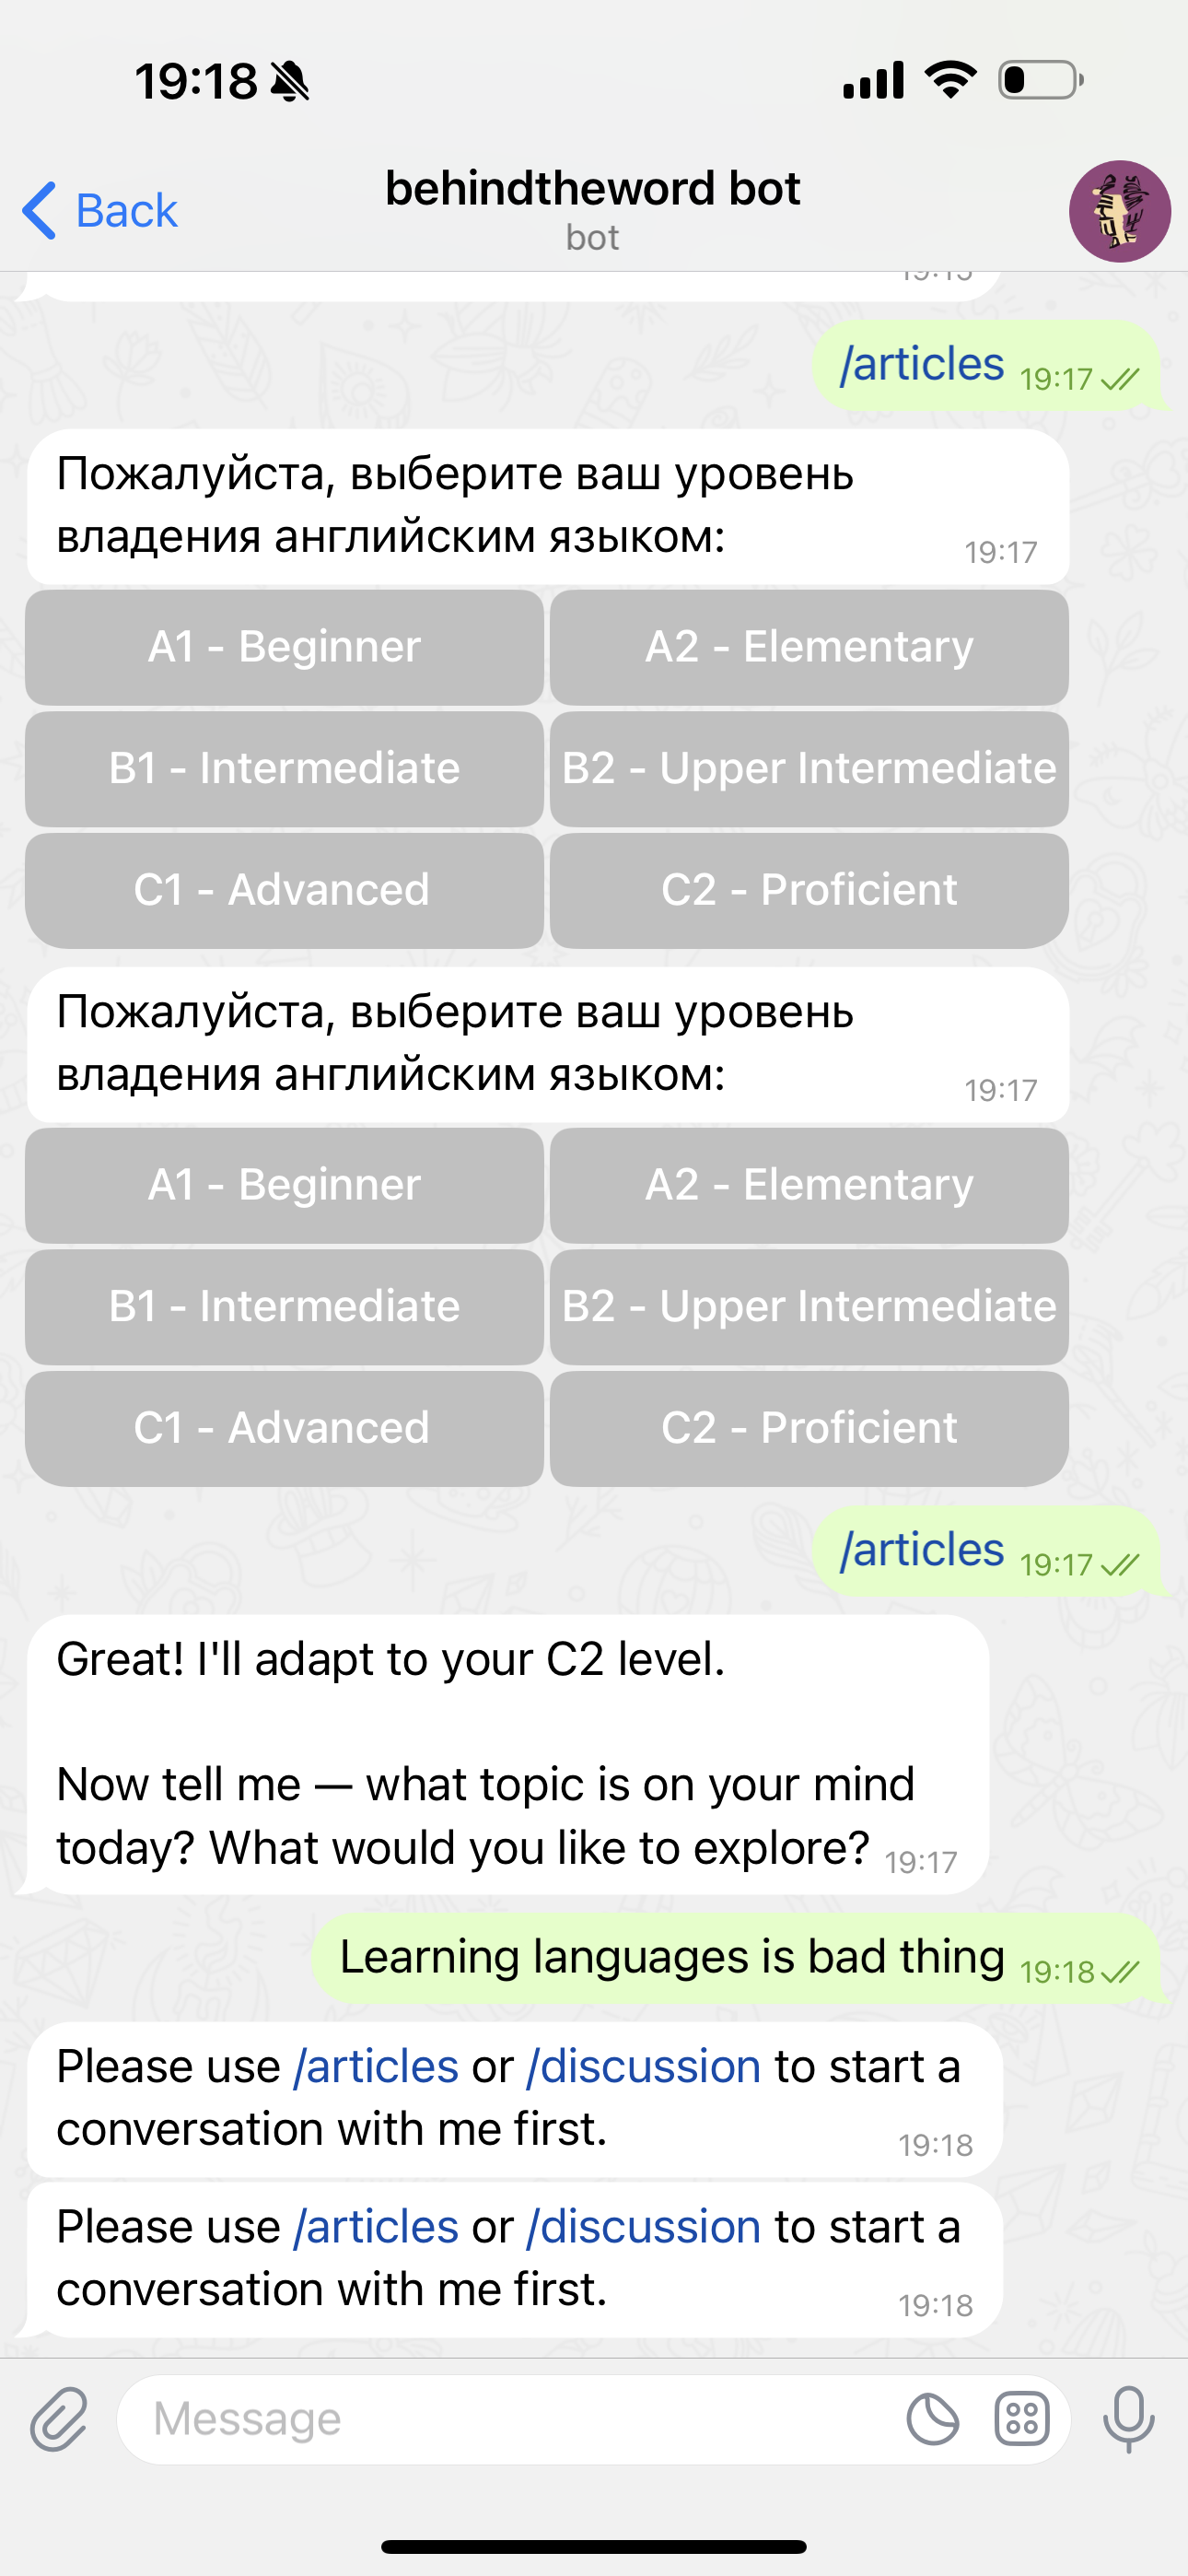 19:18
Back
behindtheword bot
bot
/articles 19:17
Пожалуйста, выберите ваш уровень
владения английским языком:
19:17
A1 - Beginner
A2 - Elementary
B1 - Intermediate
B2 - Upper Intermediate
C1 - Advanced
C2 - Proficient
Пожалуйста, выберите ваш уровень
владения английским языком:
19:17
A1 - Beginner
A2 - Elementary
B1 - Intermediate
B2 - Upper Intermediate
C1 - Advanced
C2 - Proficient
/articles 19:17
Great! I'll adapt to your C2 level.
Now tell me — what topic is on your mind
today? What would you like to explore? 19:17
Learning languages is bad thing 19:18
Please use /articles or /discussion to start a
conversation with me first.
19:18
Please use /articles or /discussion to start a
conversation with me first.
19:18
Message